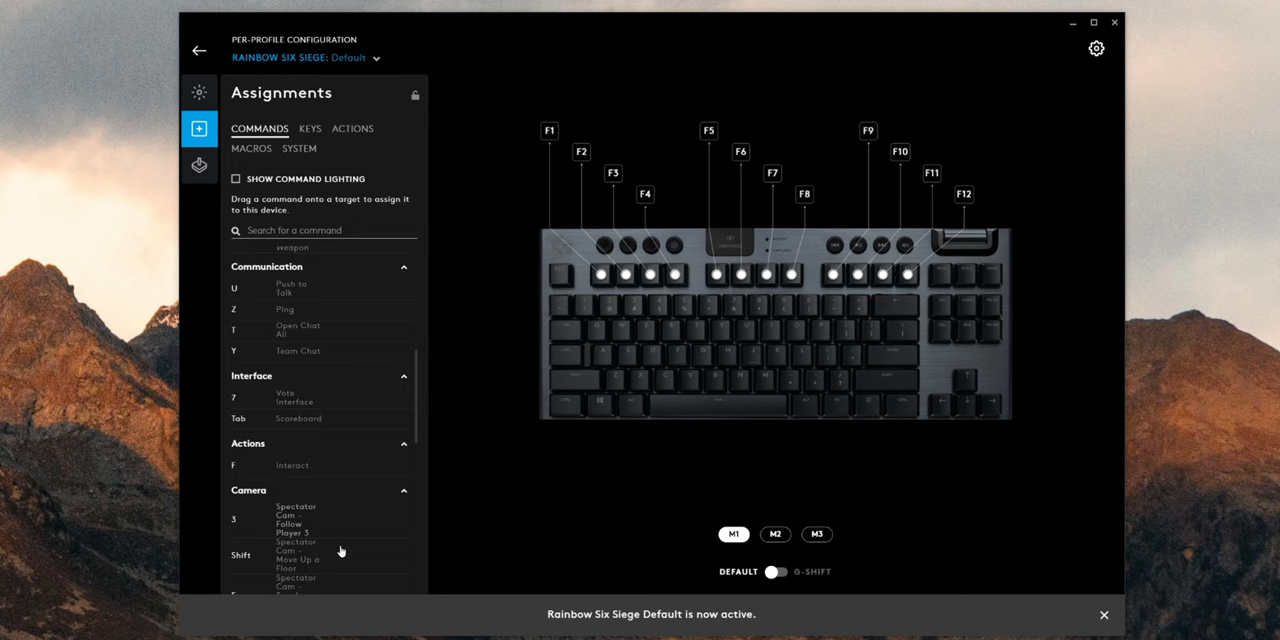 PER-PROFILE CONFIGURATION
RAINBOW SIX SIEGE: Default
Assignments
COMMANDS KEYS ACTIONS
MACROS SYSTEM
SHOW COMMAND LIGHTING
Drag a command onto a target to assign it
to this device.
Search for a command
weapon
Communication
U Push to
Talk
Z Ping
T Open Chat
All
Y Team Chat
Interface
7 Vote
Interface
Tab Scoreboard
Actions
F Interact
Camera
3 Spectator
Cam -
Follow
Player 3
Shift Spectator
Cam -
Move Up a
Floor
Spectator
Cam -
F1 F5 F9
F2 F6 F10
F3 F7 F11
F4 F8 F12
M1 M2 M3
DEFAULT G-SHIFT
Rainbow Six Siege Default is now active.